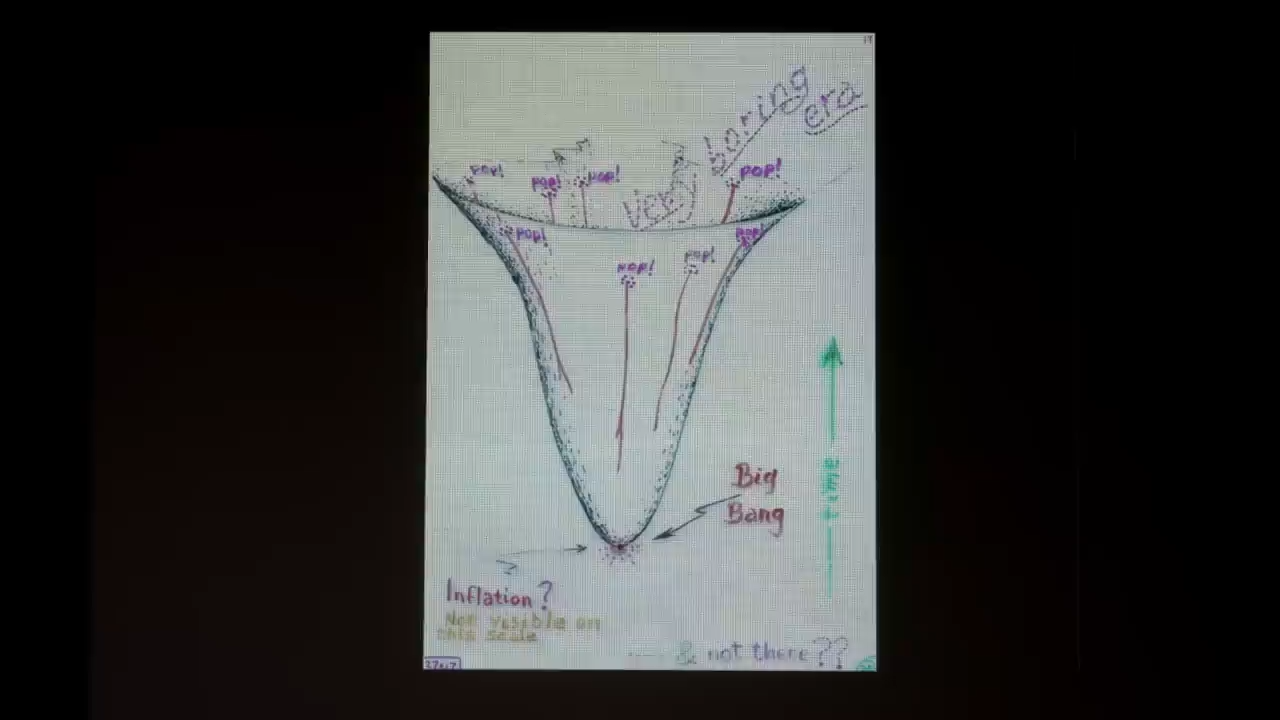 boring
era
Very
pop!
pop!
pop!
pop!
pop!
pop!
pop!
pop!
Big
Bang
time
Inflation?
Not visible on
this scale
& not there??